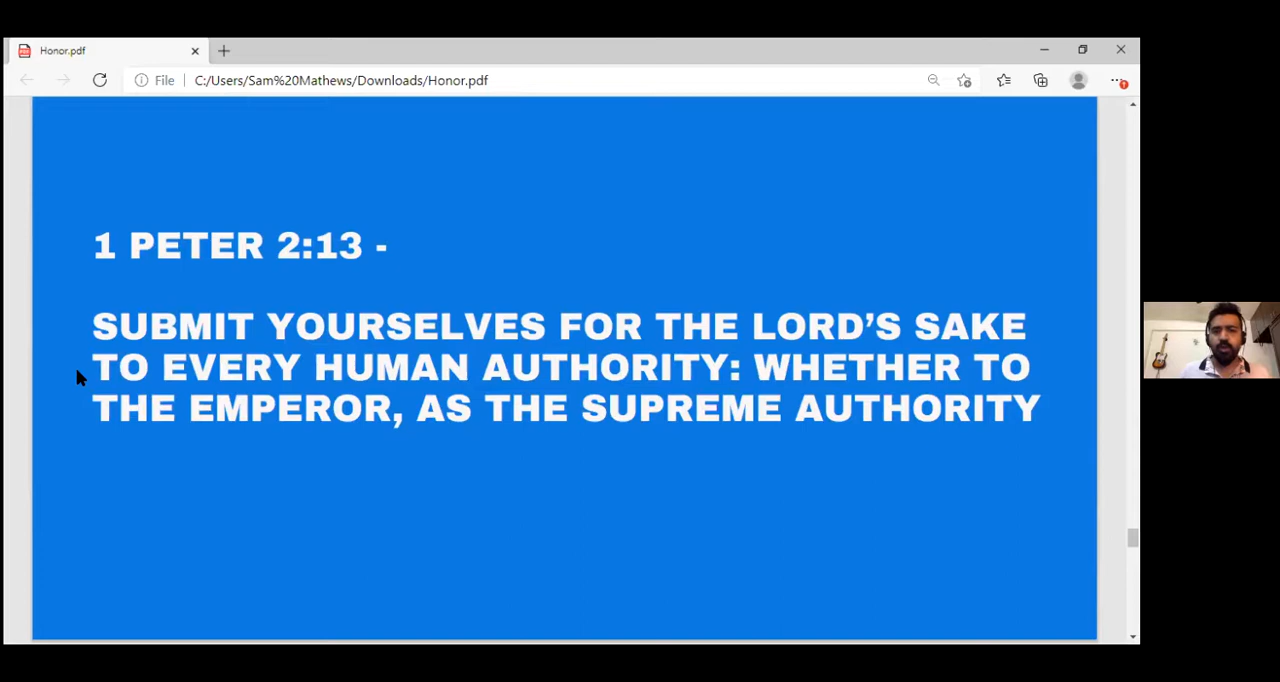 Honor.pdf
File
C:/Users/Sam%20Mathews/Downloads/Honor.pdf
1 PETER 2:13 -
SUBMIT YOURSELVES FOR THE LORD’S SAKE
TO EVERY HUMAN AUTHORITY: WHETHER TO
THE EMPEROR, AS THE SUPREME AUTHORITY